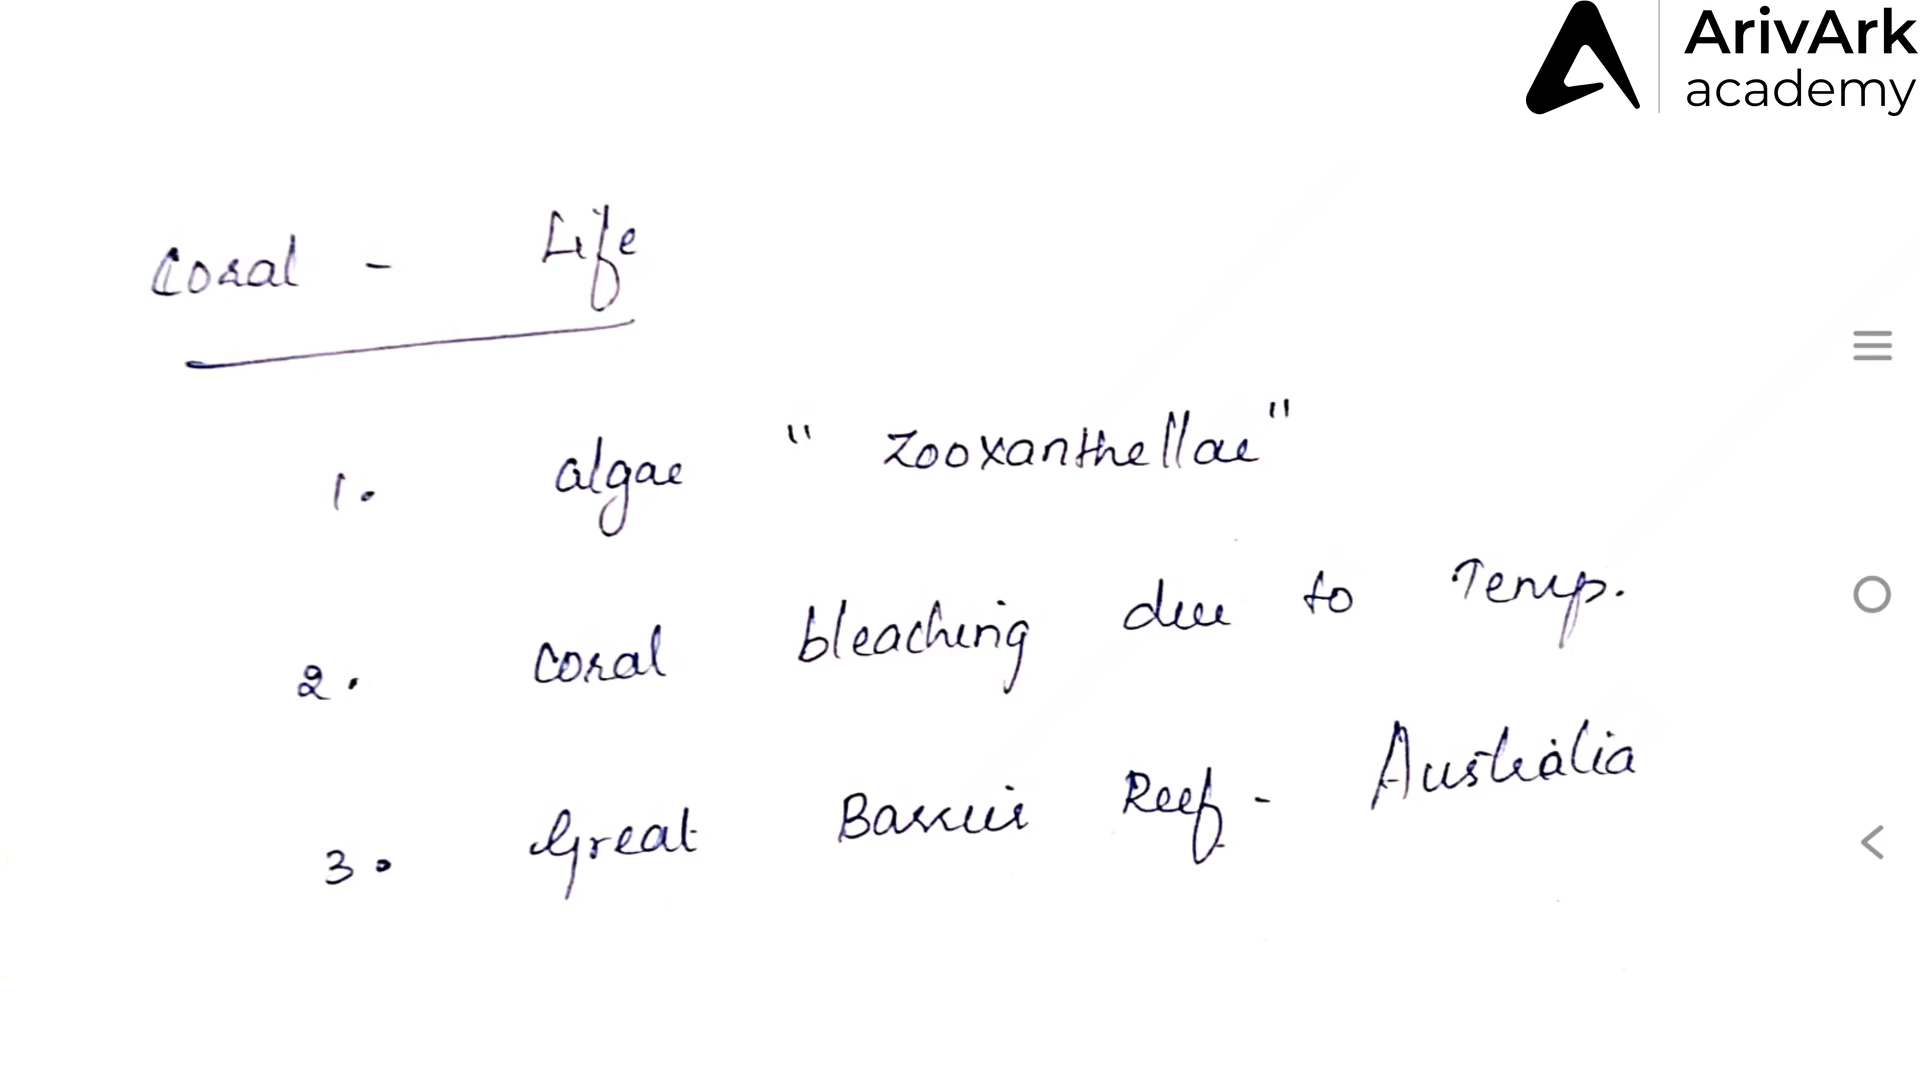 ArivArk
academy
Coral - Life
1. algae "Zooxanthellae"
2. Coral bleaching due to Temp.
3. Great Barrier Reef - Australia